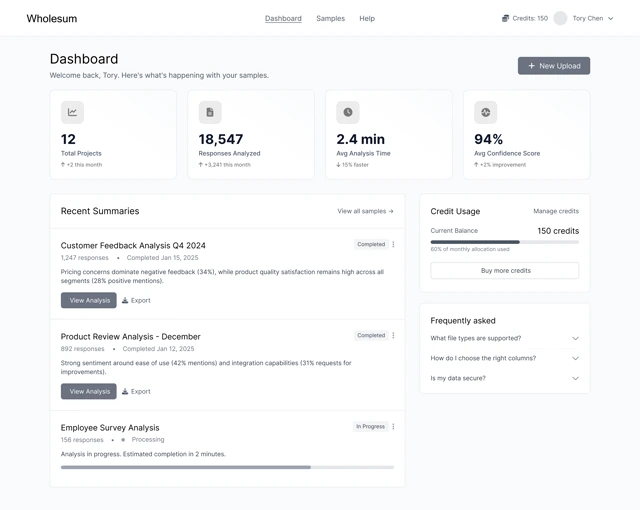 Wholesum
Dashboard
Samples
Help
Credits: 150
Tory Chen
Dashboard
Welcome back, Tory. Here's what's happening with your samples.
+ New Upload
12
Total Projects
↑ +2 this month
18,547
Responses Analyzed
↑ +3,241 this month
2.4 min
Avg Analysis Time
↓ 15% faster
94%
Avg Confidence Score
↑ +2% improvement
Recent Summaries
View all samples →
Customer Feedback Analysis Q4 2024
Completed
1,247 responses • Completed Jan 15, 2025
Pricing concerns dominate negative feedback (34%), while product quality satisfaction remains high across all
segments (28% positive mentions).
View Analysis
Export
Product Review Analysis - December
Completed
892 responses • Completed Jan 12, 2025
Strong sentiment around ease of use (42% mentions) and integration capabilities (31% requests for
improvements).
View Analysis
Export
Employee Survey Analysis
In Progress
156 responses • Processing
Analysis in progress. Estimated completion in 2 minutes.
Credit Usage
Manage credits
Current Balance
150 credits
60% of monthly allocation used
Buy more credits
Frequently asked
What file types are supported?
How do I choose the right columns?
Is my data secure?